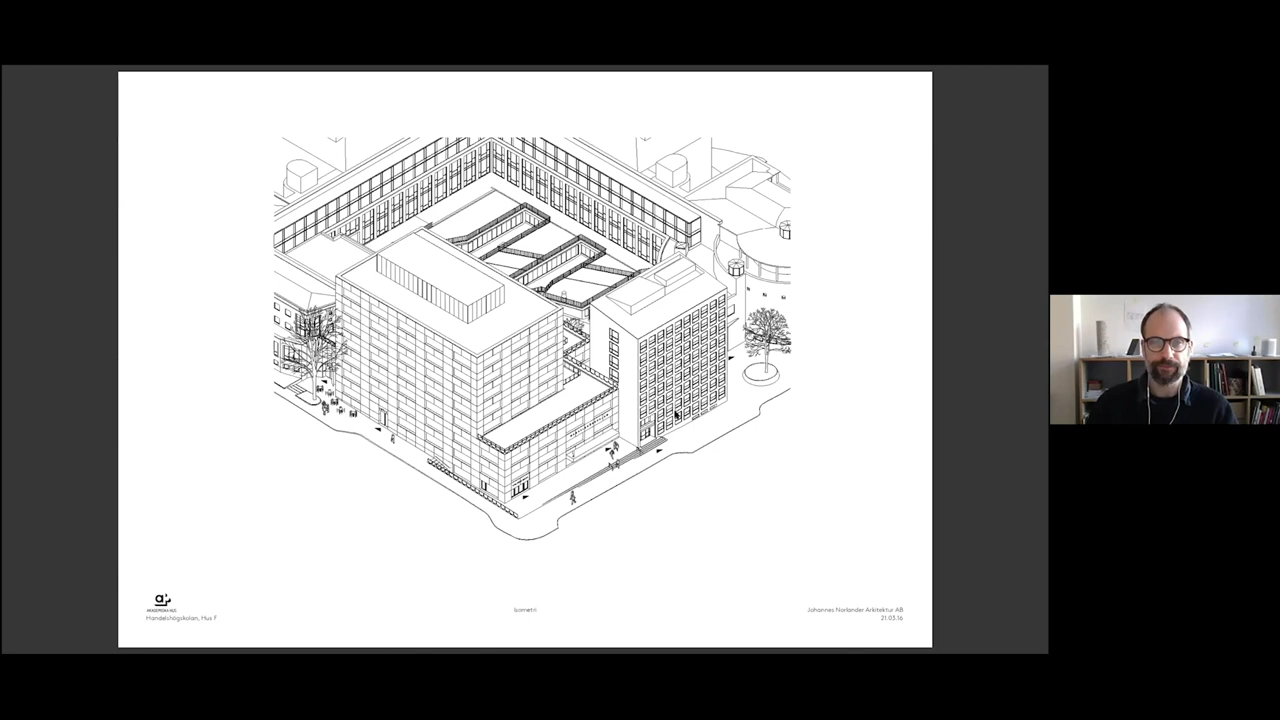 AKADEMISKA HUS
Handelshögskolan, Hus F
Isometri
Johannes Norlander Arkitektur AB
21.03.16